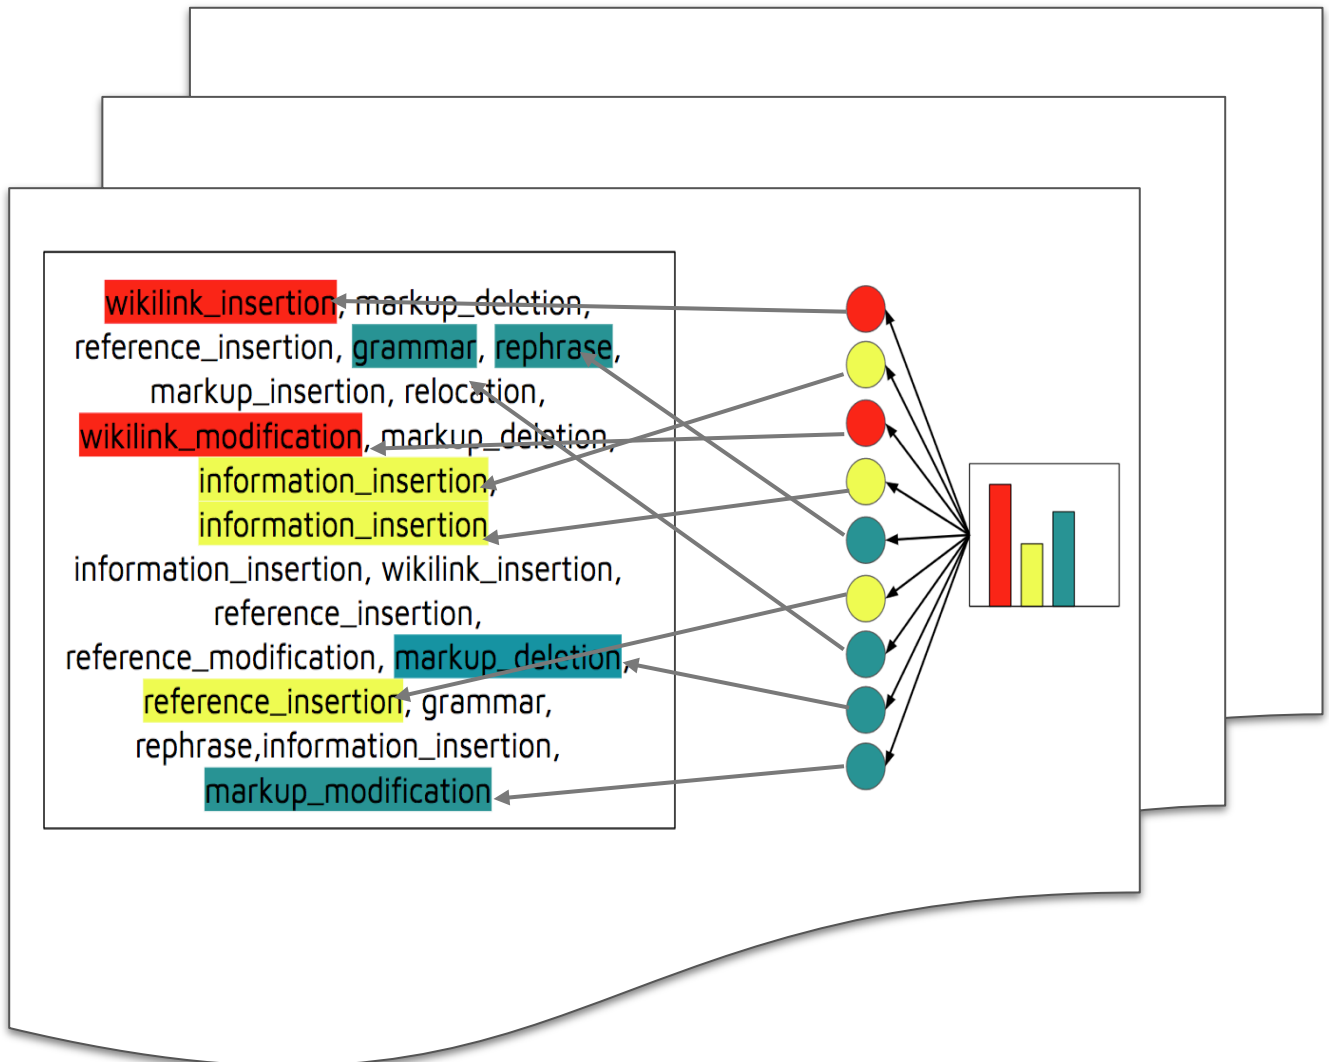 wikilink_insertion, markup_deletion,
reference_insertion, grammar, rephrase,
markup_insertion, relocation,
wikilink_modification, markup_deletion,
information_insertion,
information_insertion
information_insertion, wikilink_insertion,
reference_insertion,
reference_modification, markup_deletion,
reference_insertion, grammar,
rephrase,information_insertion,
markup_modification